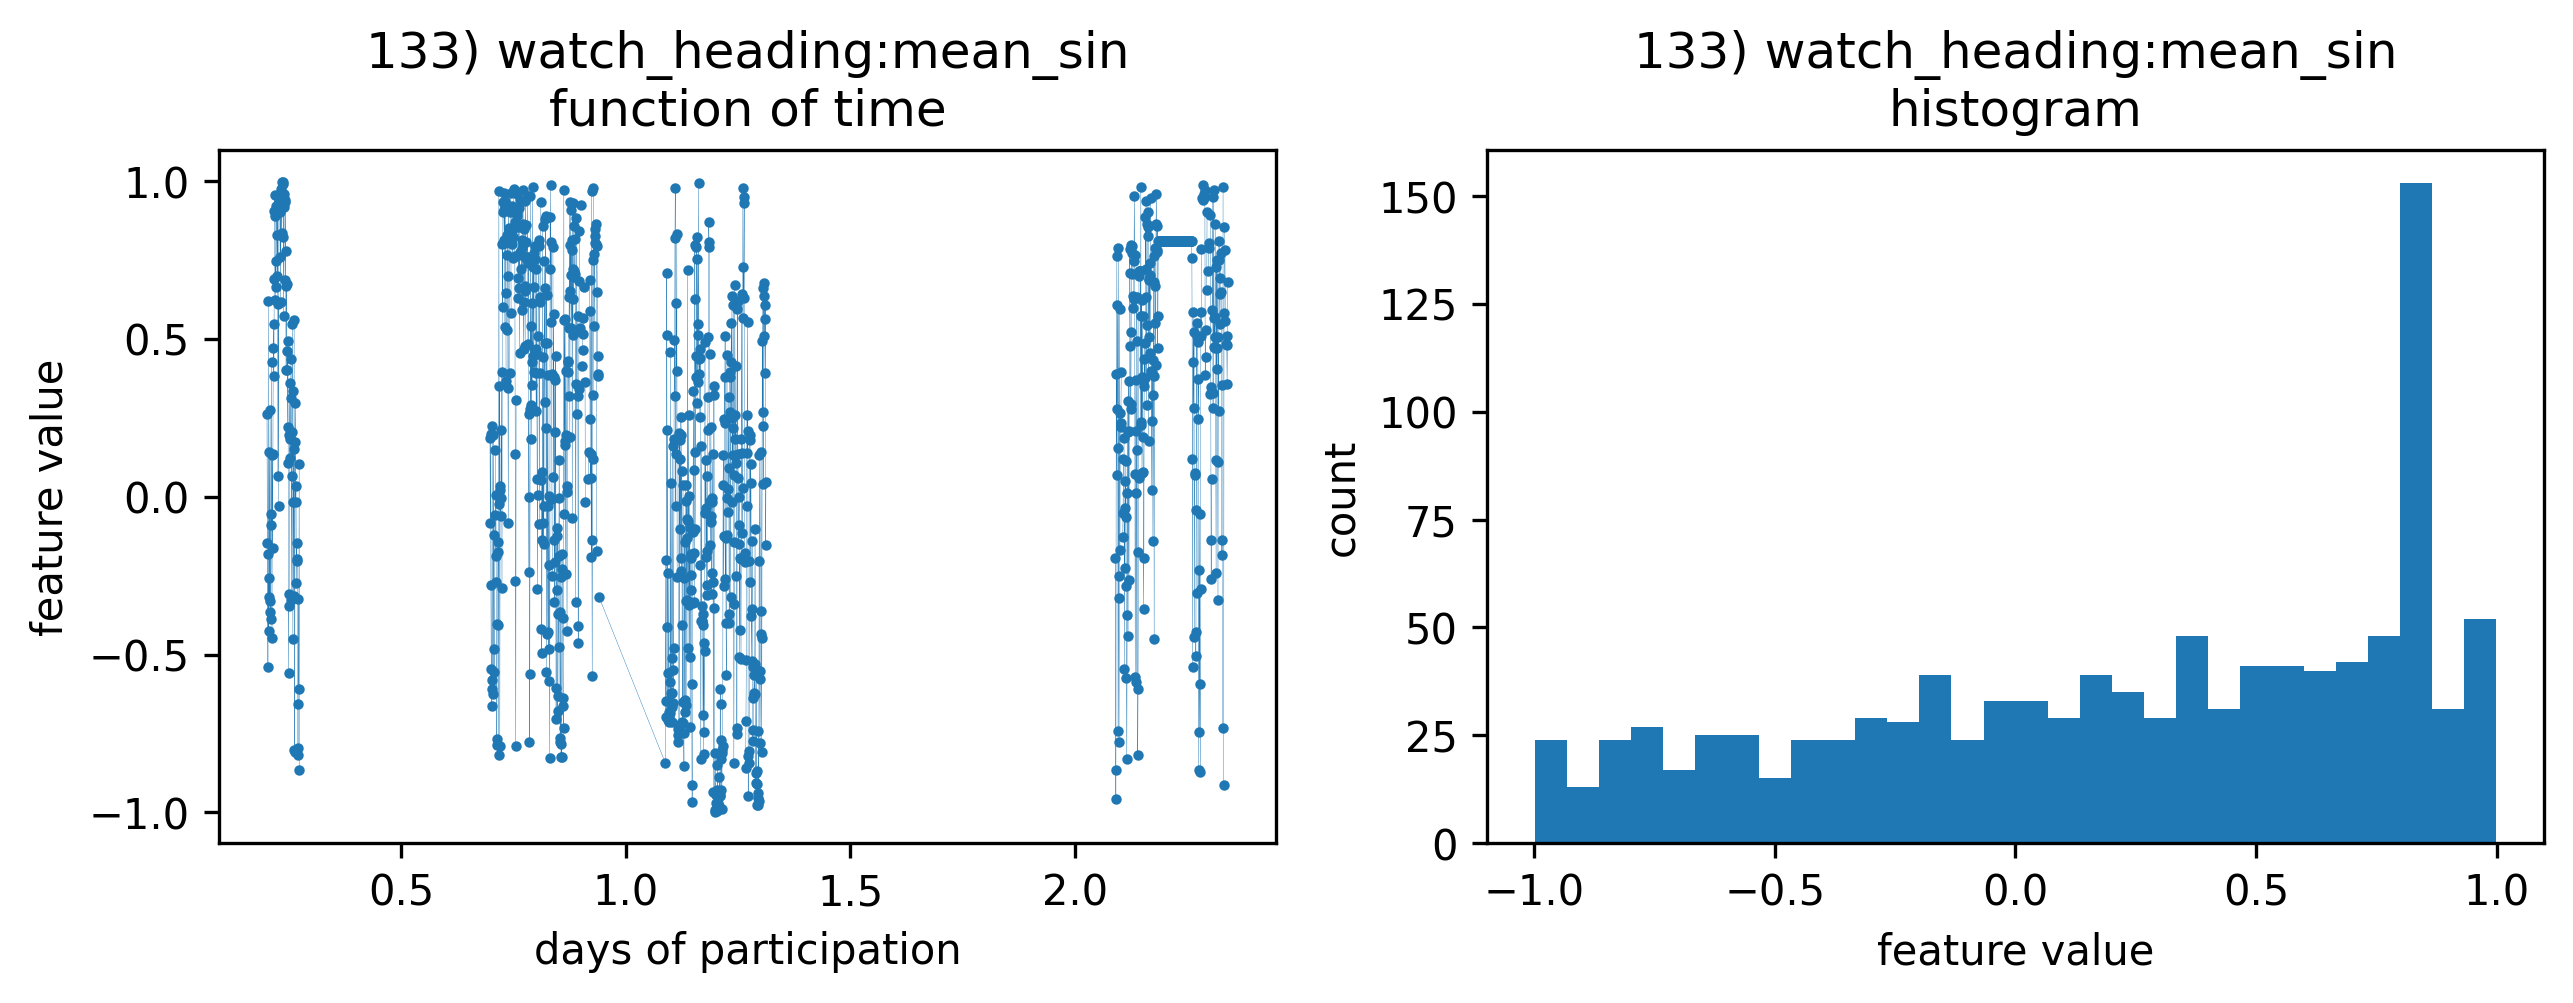 133) watch_heading:mean_sin
function of time
1.0
0.5
0.0
−0.5
−1.0
feature value
0.5
1.0
1.5
2.0
days of participation
133) watch_heading:mean_sin
histogram
150
125
100
75
50
25
0
count
−1.0
−0.5
0.0
0.5
1.0
feature value